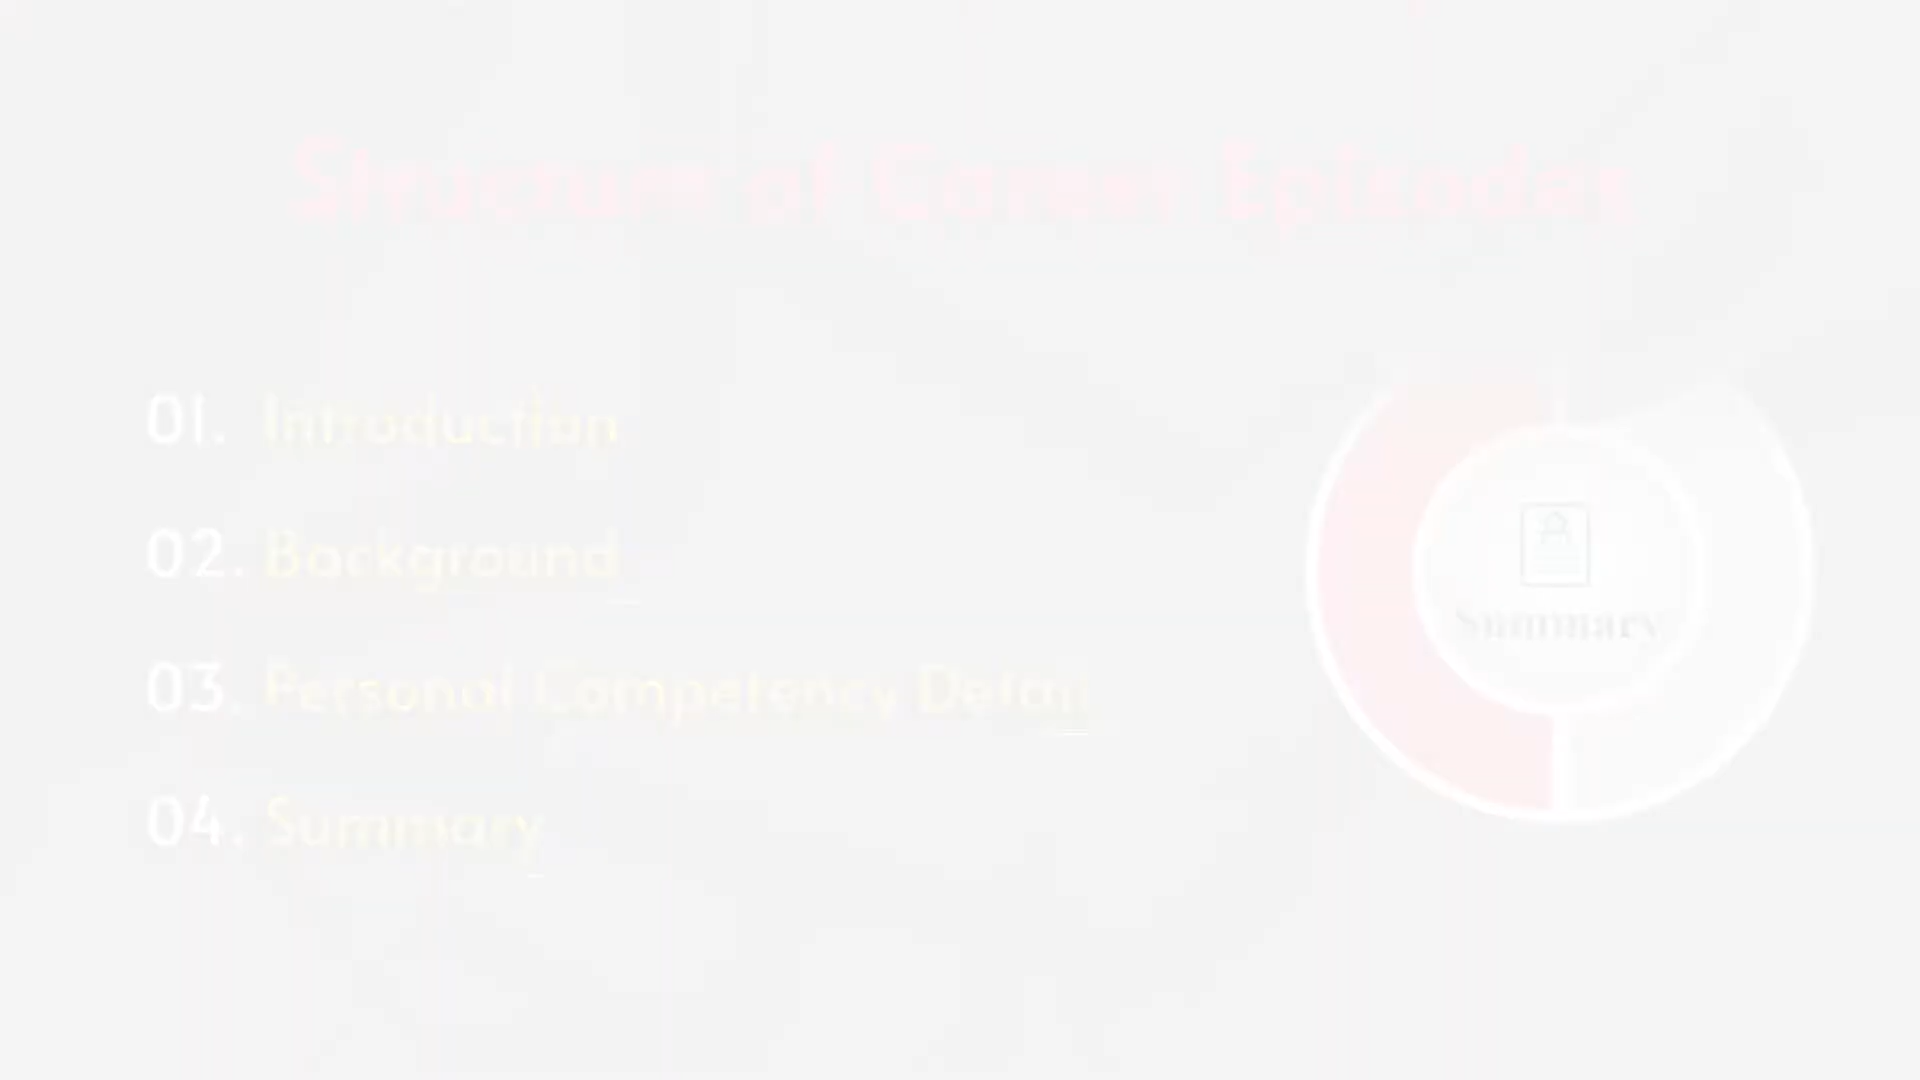 Structure of Career Episodes
01. Introduction
02. Background
03. Personal Competency Detail
04. Summary
Summary